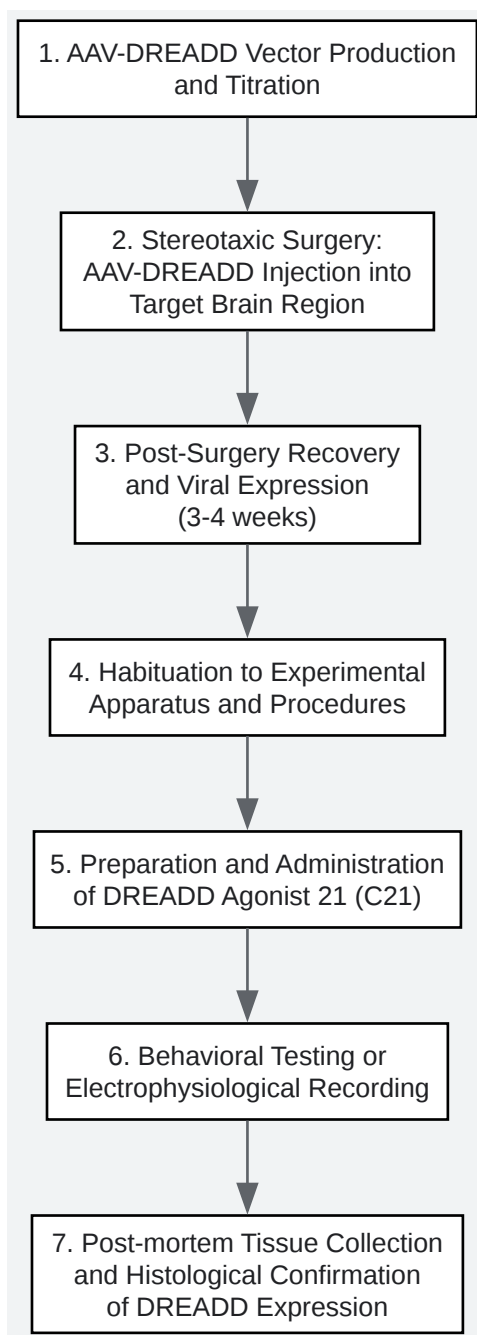 1. AAV-DREADD Vector Production
and Titration
2. Stereotaxic Surgery:
AAV-DREADD Injection into
Target Brain Region
3. Post-Surgery Recovery
and Viral Expression
(3-4 weeks)
4. Habituation to Experimental
Apparatus and Procedures
5. Preparation and Administration
of DREADD Agonist 21 (C21)
6. Behavioral Testing or
Electrophysiological Recording
7. Post-mortem Tissue Collection
and Histological Confirmation
of DREADD Expression